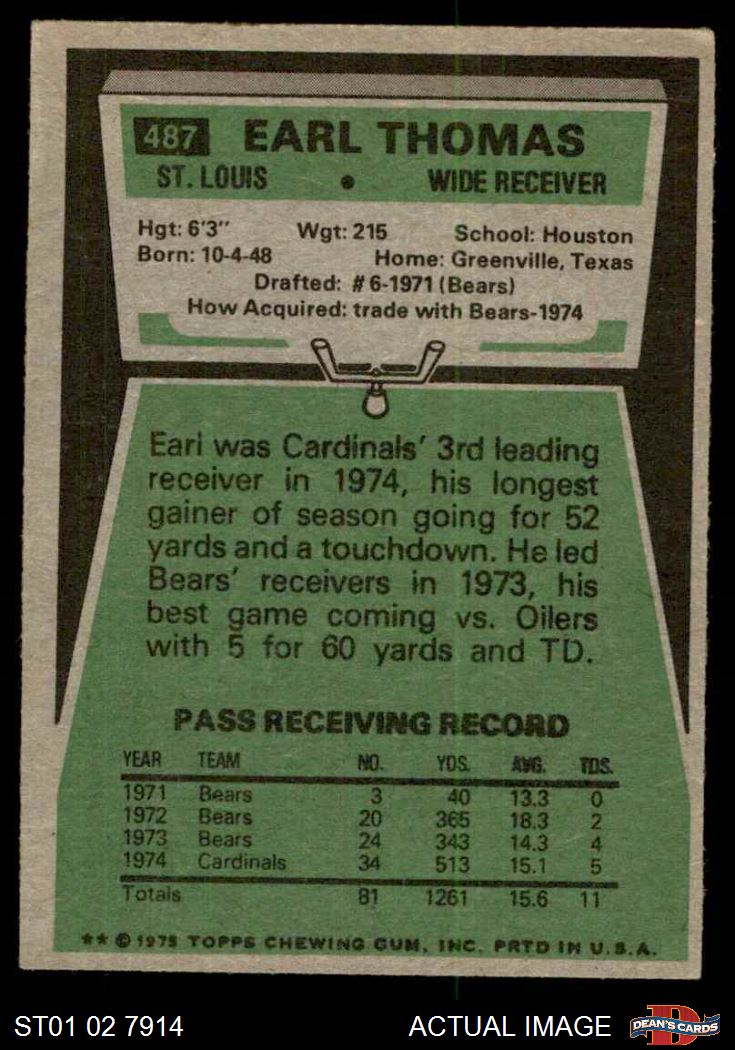 487 EARL THOMAS
ST. LOUIS • WIDE RECEIVER
Hgt: 6'3" Wgt: 215 School: Houston
Born: 10-4-48 Home: Greenville, Texas
Drafted: #6-1971 (Bears)
How Acquired: trade with Bears-1974
Earl was Cardinals' 3rd leading
receiver in 1974, his longest
gainer of season going for 52
yards and a touchdown. He led
Bears' receivers in 1973, his
best game coming vs. Oilers
with 5 for 60 yards and TD.
PASS RECEIVING RECORD
YEAR TEAM NO. YDS. AVG. TDS.
1971 Bears 3 40 13.3 0
1972 Bears 20 365 18.3 2
1973 Bears 24 343 14.3 4
1974 Cardinals 34 513 15.1 5
Totals 81 1261 15.6 11
** © 1975 TOPPS CHEWING GUM, INC. PRTD IN U.S.A.
ST01 02 7914 ACTUAL IMAGE DEAN'S CARDS